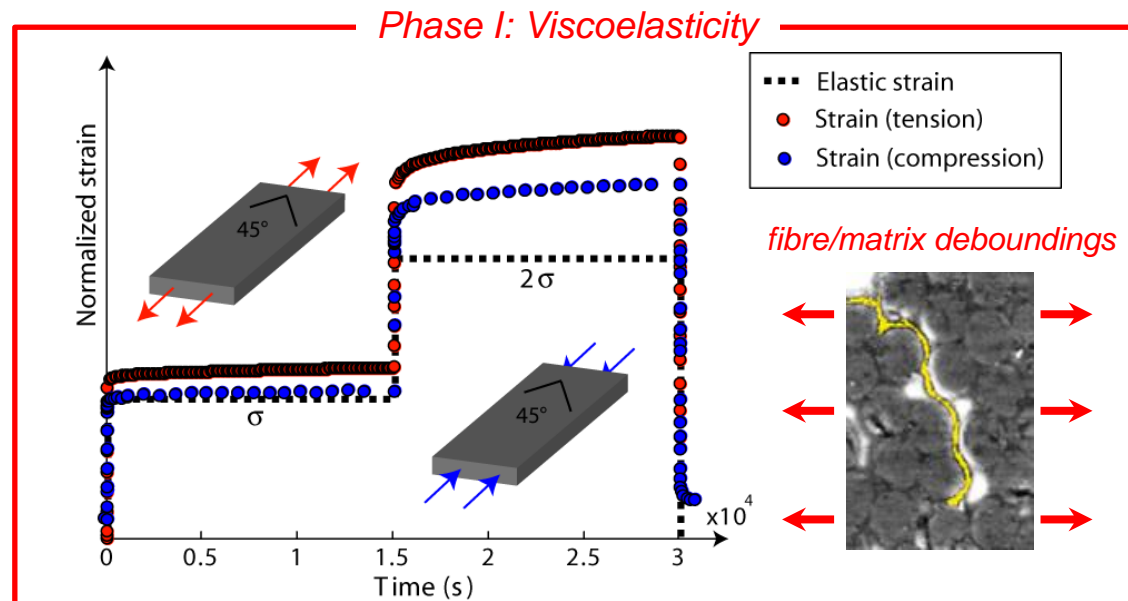 Phase I: Viscoelasticity
Normalized strain
Elastic strain
Strain (tension)
Strain (compression)
45°
2σ
σ
45°
fibre/matrix deboundings
x10⁴
0 0.5 1 1.5 2 2.5 3
Time (s)